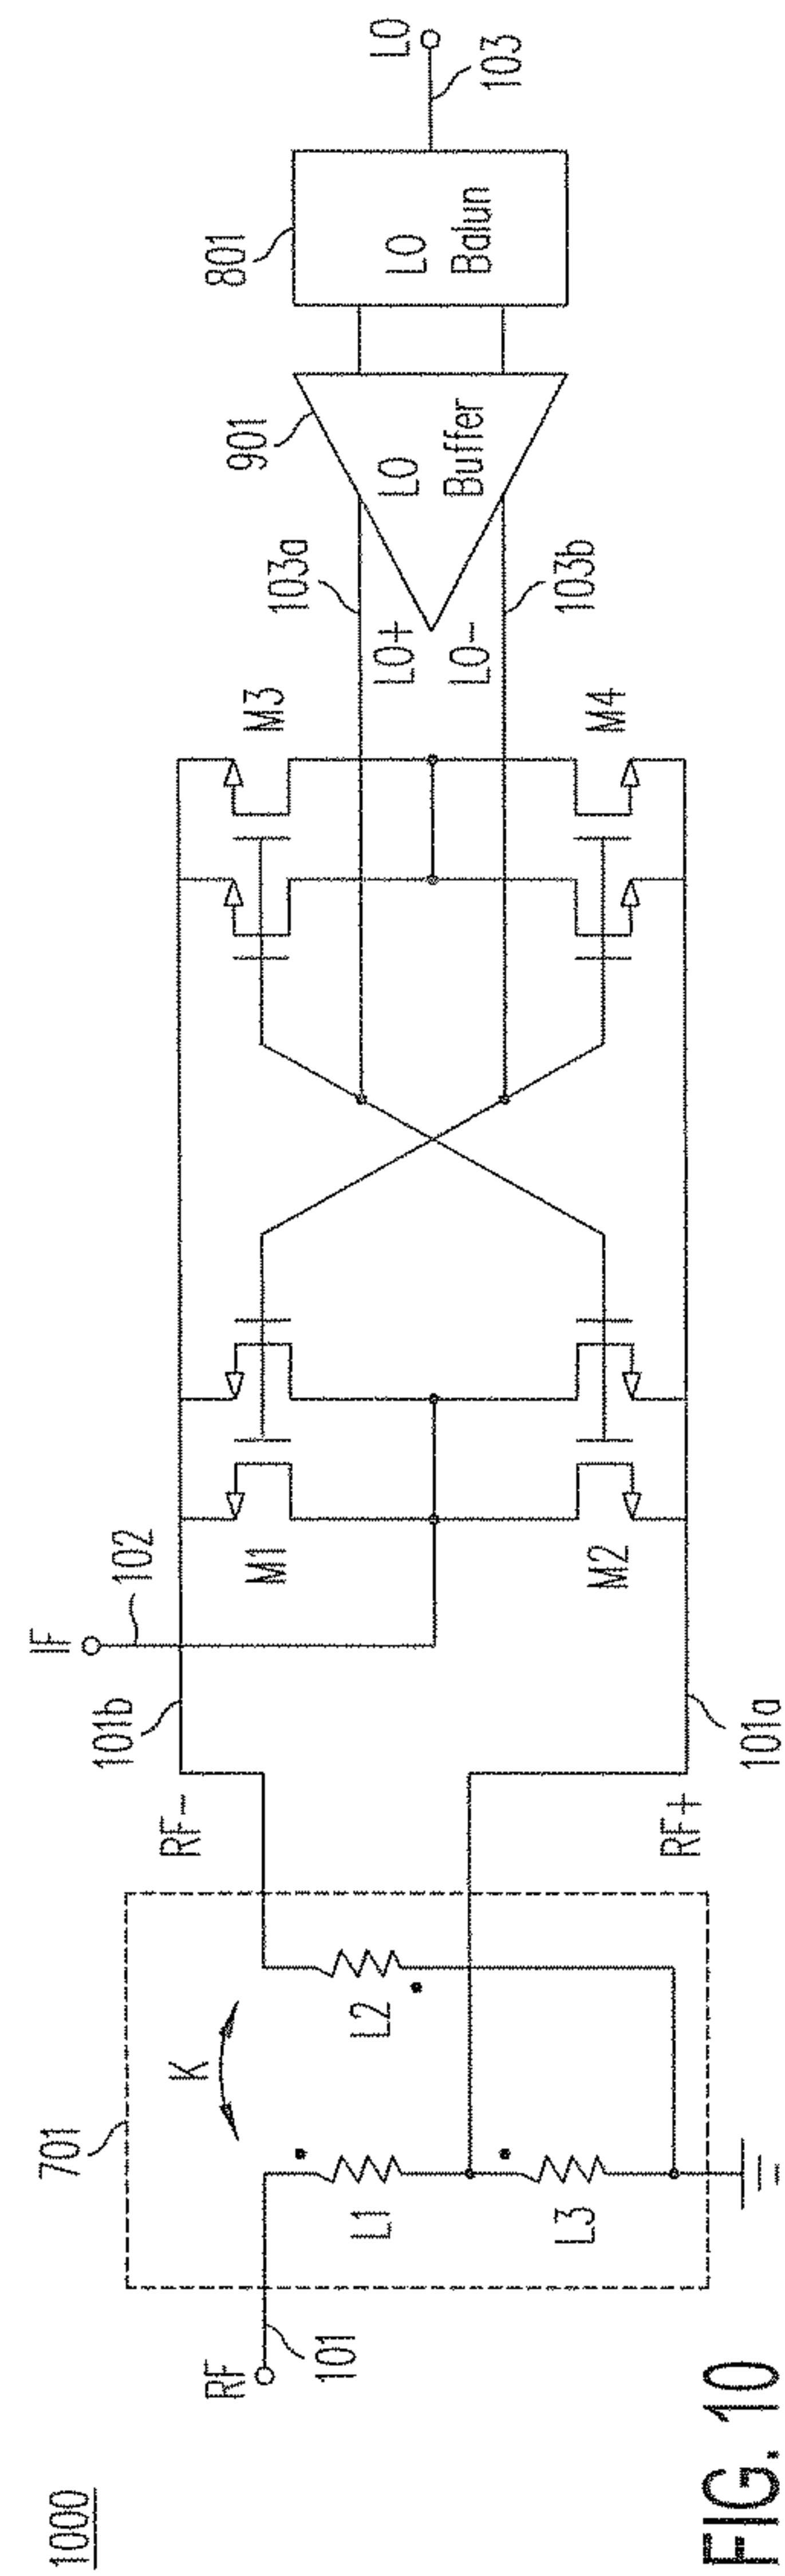 1000
FIG. 10
RF
101
701
K
L1
L2
L3
RF-
RF+
101b
101a
IF
102
M1
M2
M3
M4
103a
LO+
LO-
103b
901
LO
Buffer
801
LO
Balun
LO
103